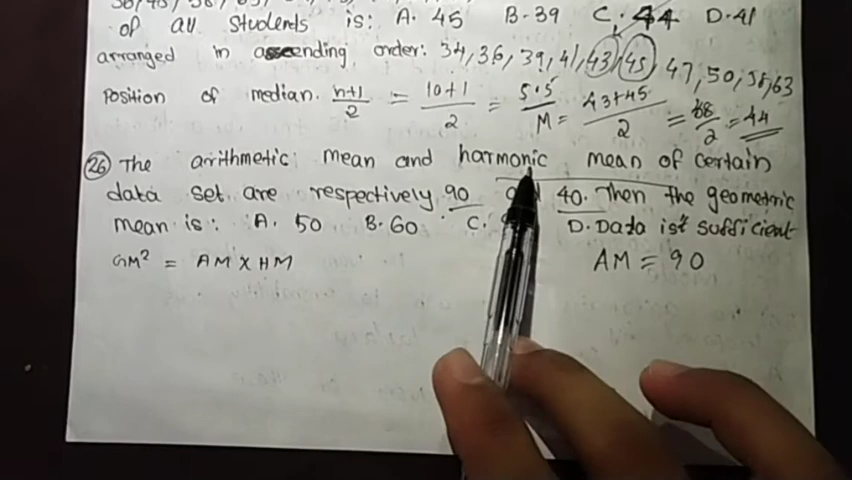 of all Students is: A. 45 B. 39 C. 44 D. 41
arranged in ascending order: 34, 36, 39, 41, 43, 45, 47, 50, 58, 63
Position of median. n+1/2 = 10+1/2 = 5.5 M = 43+45/2 = 88/2 = 44
26 The arithmetic mean and harmonic mean of certain
data set are respectively 90 40. Then the geometric
mean is: A. 50 B. 60 C. D. Data isn't sufficient
GM² = AM X HM AM = 90